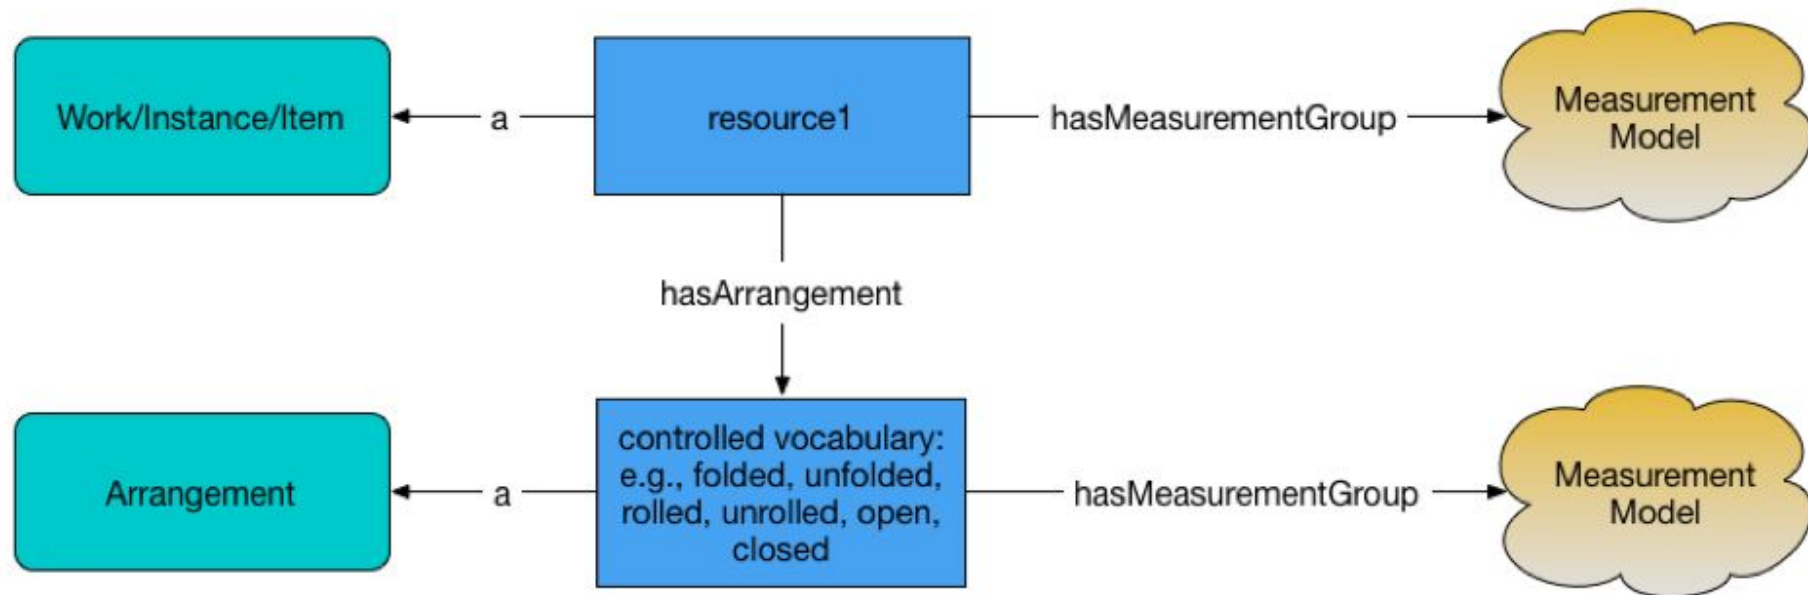 Work/Instance/Item
a
resource1
hasMeasurementGroup
Measurement
Model
hasArrangement
Arrangement
a
controlled vocabulary:
e.g., folded, unfolded,
rolled, unrolled, open,
closed
hasMeasurementGroup
Measurement
Model